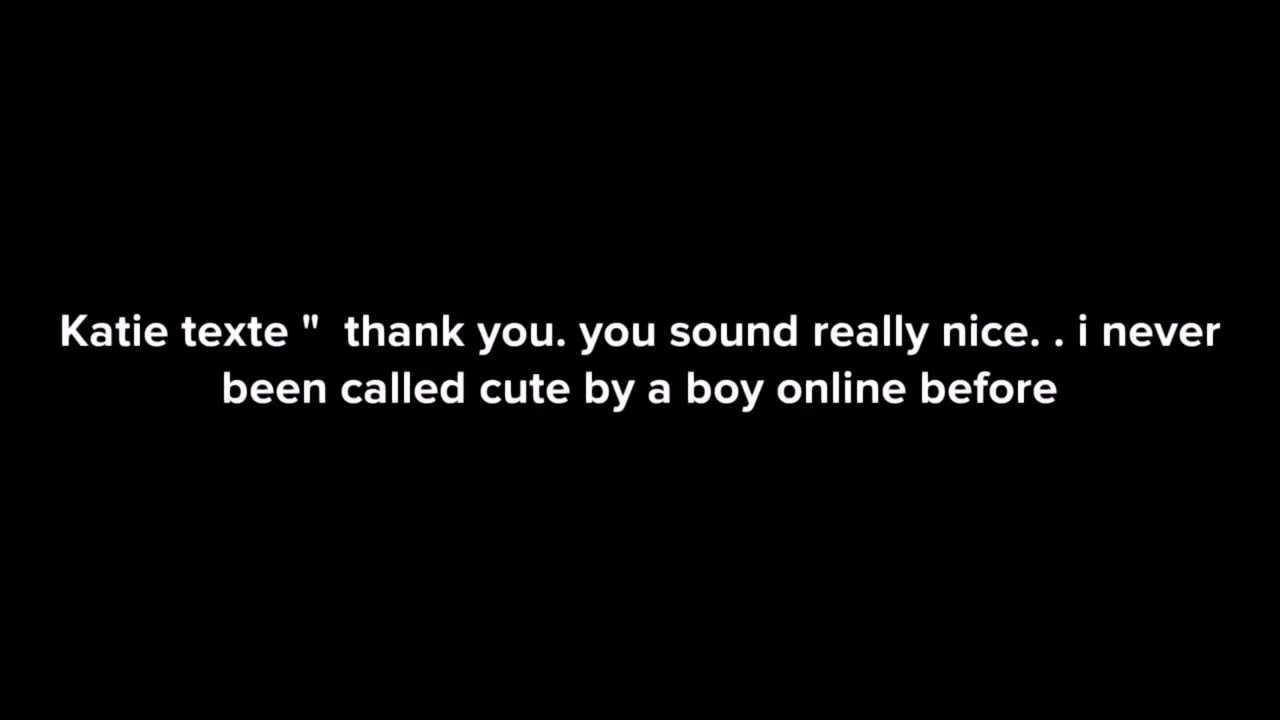 Katie texte "  thank you. you sound really nice. . i never
been called cute by a boy online before